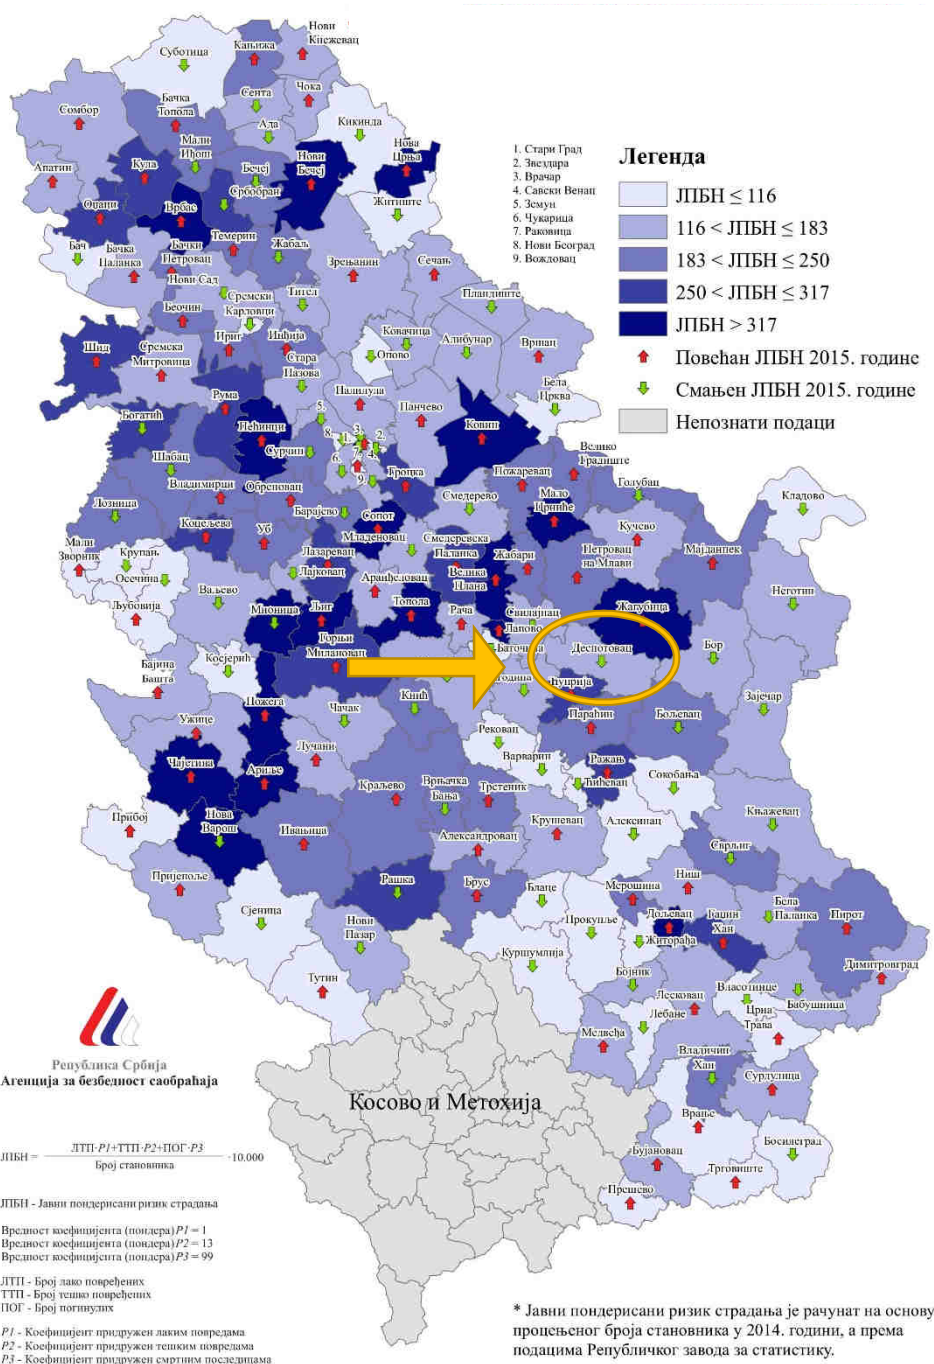 Нови
Кнежевац
Кањижа
Суботица
Чока
Сента
Бачка
Топола
Сомбор
Ада
Кикинда
Мали
Иђош
Нова
Црња
Апатин
Кула
Бечеј
Нови
Бечеј
Србобран
Житиште
Оџаци
Врбас
Темерин
Жабаљ
Бач
Бачка
Паланка
Бачки
Петровац
Зрењанин
Сечањ
Нови Сад
Сремски
Карловци
Тител
Пландиште
Беочин
Ковачица
Опово
Алибунар
Вршац
Ириг
Инђија
Шид
Сремска
Митровица
Стара
Пазова
Бела
Црква
Рума
Палилула
Панчево
Богатић
Пећинци
Ковин
5.
8.
1.
3.
2.
7.
4.
6.
9.
Сурчин
Шабац
Владимирци
Обреновац
Гроцка
Пожаревац
Велико
Градиште
Голубац
Кладово
Лозница
Барајево
Смедерево
Мало
Црниће
Коцељева
Уб
Сопот
Младеновац
Смедеревска
Паланка
Кучево
Мали
Зворник
Крупањ
Осечина
Лазаревац
Лајковац
Аранђеловац
Велика
Плана
Жабари
Петровац
на Млави
Мајданпек
Љубовија
Ваљево
Мионица
Љиг
Топола
Рача
Свилајнац
Лапово
Жагубица
Неготин
Горњи
Милановац
Баточина
Деспотовац
Бор
Бајина
Башта
Косјерић
Ћуприја
Зајечар
Ужице
Пожега
Чачак
Кнић
Параћин
Бољевац
Рековац
Варварин
Чајетина
Ариље
Лучани
Ражањ
Ћићевац
Сокобања
Краљево
Врњачка
Бања
Трстеник
Прибој
Нова
Варош
Ивањица
Александровац
Крушевац
Алексинац
Књажевац
Сврљиг
Пријепоље
Рашка
Брус
Блаце
Мерошина
Ниш
Сјеница
Нови
Пазар
Прокупље
Дољевац
Житорађа
Гаџин
Хан
Бела
Паланка
Пирот
Куршумлија
Тутин
Бојник
Димитровград
Лесковац
Власотинце
Бабушница
Лебане
Црна
Трава
Медвеђа
Владичин
Хан
Сурдулица
Врање
Босилеград
Бујановац
Трговиште
Прешево
Косово и Метохија
1. Стари Град
2. Звездара
3. Врачар
4. Савски Венац
5. Земун
6. Чукарица
7. Раковица
8. Нови Београд
9. Вождовац
Легенда
ЈПБН ≤ 116
116 < ЈПБН ≤ 183
183 < ЈПБН ≤ 250
250 < ЈПБН ≤ 317
ЈПБН > 317
Повећан ЈПБН 2015. године
Смањен ЈПБН 2015. године
Непознати подаци
Република Србија
Агенција за безбедност саобраћаја
ЛТП·P1+ТТП·P2+ПОГ·P3
ЈПБН = ·10.000
Број становника
ЈПБН - Јавни пондерисани ризик страдања
Вредност коефицијента (пондера) P1 = 1
Вредност коефицијента (пондера) P2 = 13
Вредност коефицијента (пондера) P3 = 99
ЛТП - Број лако повређених
ТТП - Број тешко повређених
ПОГ - Број погинулих
P1 - Коефицијент придружен лаким повредама
P2 - Коефицијент придружен тешким повредама
P3 - Коефицијент придружен смртним последицама
* Јавни пондерисани ризик страдања је рачунат на основу
процењеног броја становника у 2014. години, а према
подацима Републичког завода за статистику.